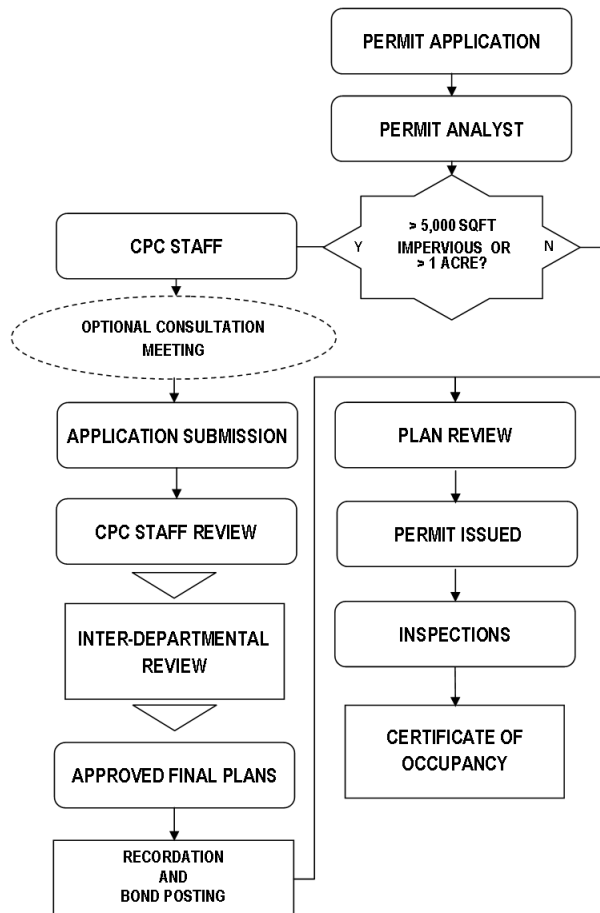 PERMIT APPLICATION
PERMIT ANALYST
> 5,000 SQFT
IMPERVIOUS OR
> 1 ACRE?
Y
N
CPC STAFF
OPTIONAL CONSULTATION
MEETING
APPLICATION SUBMISSION
CPC STAFF REVIEW
INTER-DEPARTMENTAL
REVIEW
APPROVED FINAL PLANS
RECORDATION
AND
BOND POSTING
PLAN REVIEW
PERMIT ISSUED
INSPECTIONS
CERTIFICATE OF
OCCUPANCY